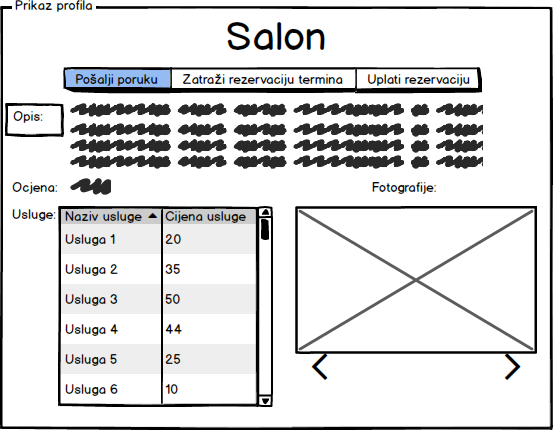 Prikaz profila
Salon
Pošalji poruku Zatraži rezervaciju termina Uplati rezervaciju
Opis:
Ocjena:
Fotografije:
Usluge:
Naziv usluge Cijena usluge
Usluga 1 20
Usluga 2 35
Usluga 3 50
Usluga 4 44
Usluga 5 25
Usluga 6 10